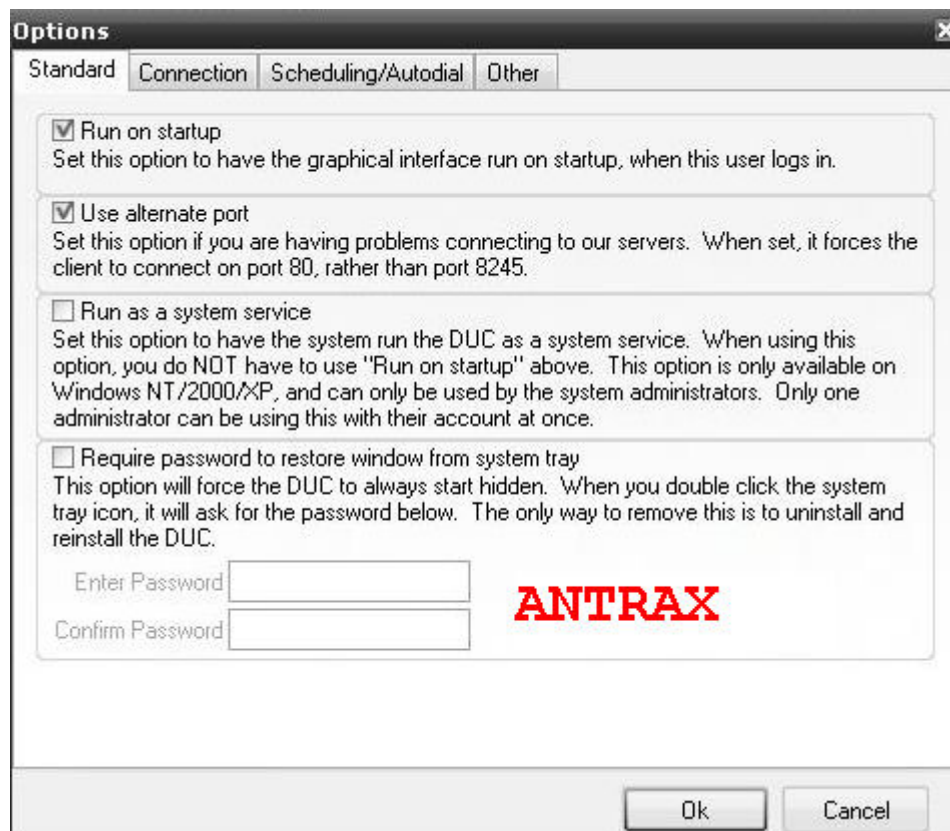 Options
Standard Connection Scheduling/Autodial Other
Run on startup
Set this option to have the graphical interface run on startup, when this user logs in.
Use alternate port
Set this option if you are having problems connecting to our servers. When set, it forces the
client to connect on port 80, rather than port 8245.
Run as a system service
Set this option to have the system run the DUC as a system service. When using this
option, you do NOT have to use "Run on startup" above. This option is only available on
Windows NT/2000/XP, and can only be used by the system administrators. Only one
administrator can be using this with their account at once.
Require password to restore window from system tray
This option will force the DUC to always start hidden. When you double click the system
tray icon, it will ask for the password below. The only way to remove this is to uninstall and
reinstall the DUC.
Enter Password
ANTRAX
Confirm Password
Ok Cancel